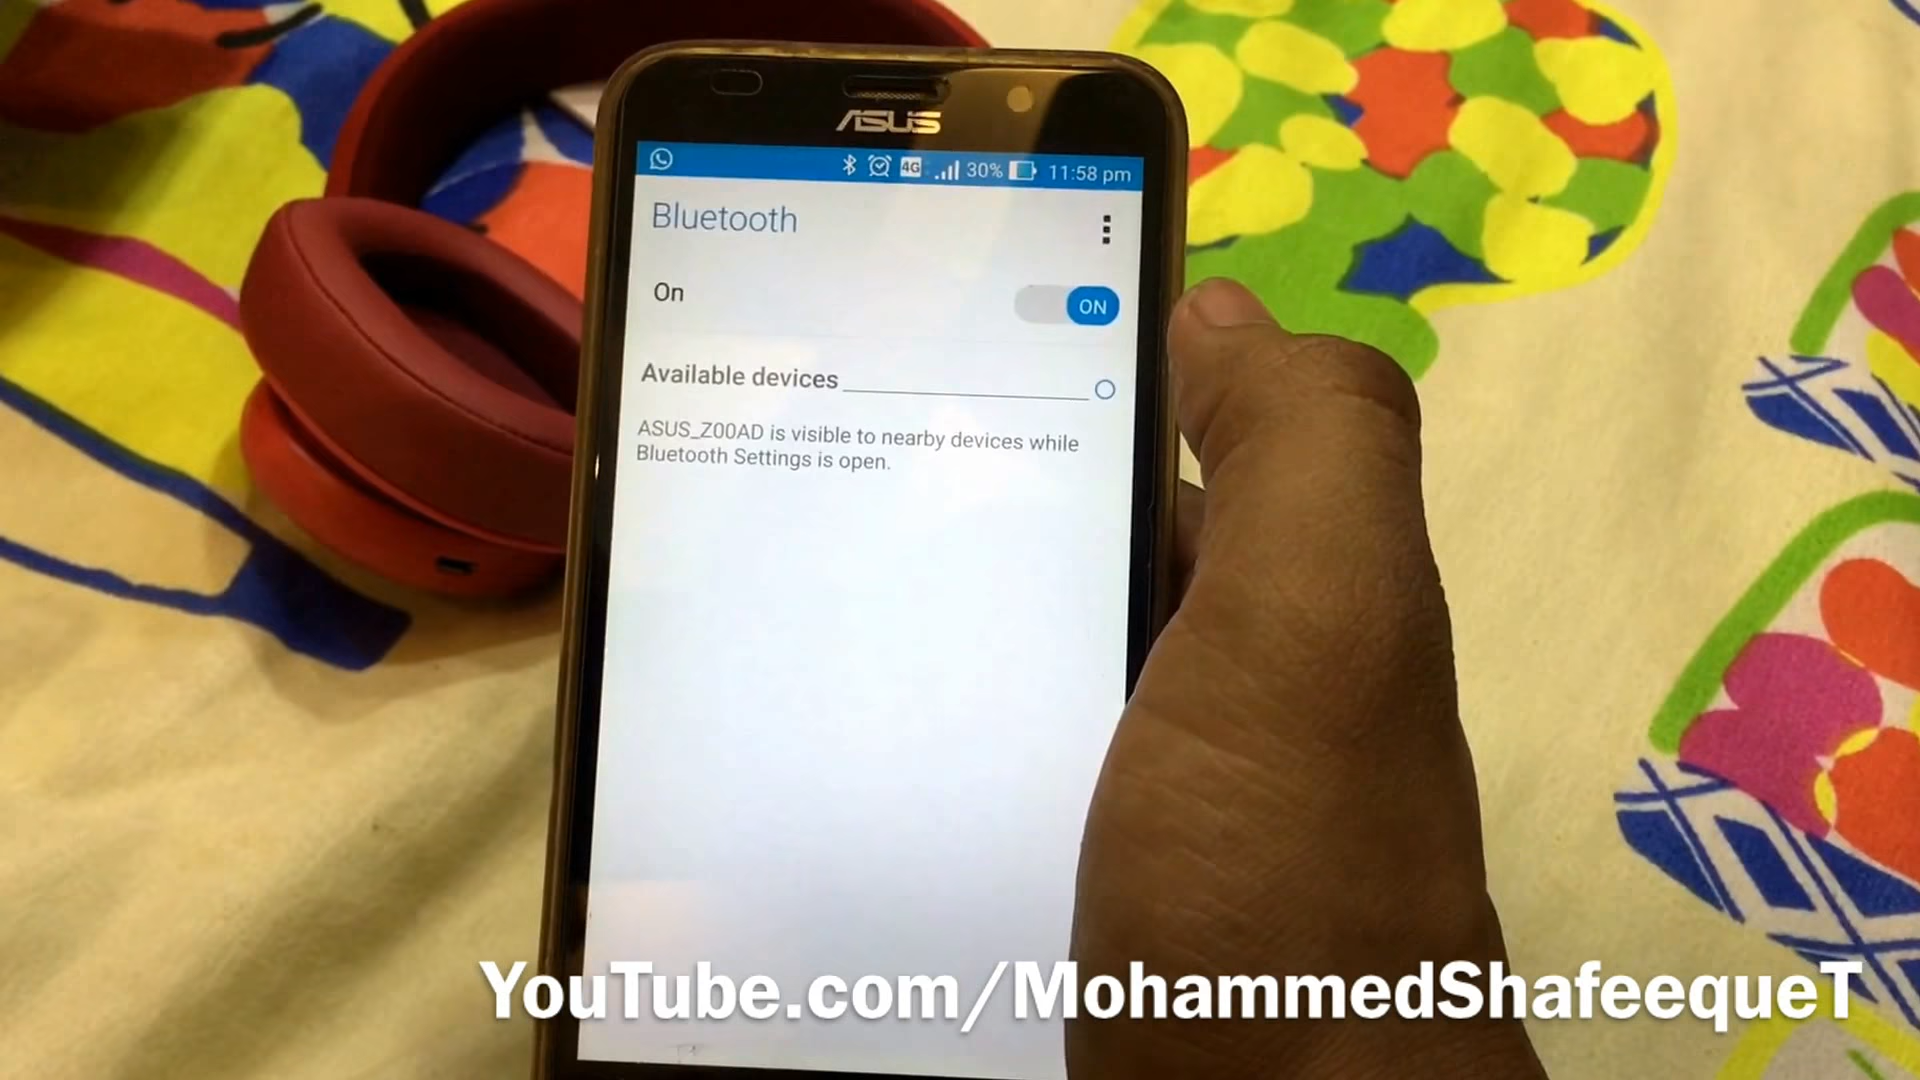 ASUS
4G 30% 11:58 pm
Bluetooth
On
ON
Available devices
ASUS_Z00AD is visible to nearby devices while
Bluetooth Settings is open.
YouTube.com/MohammedShafeequeT